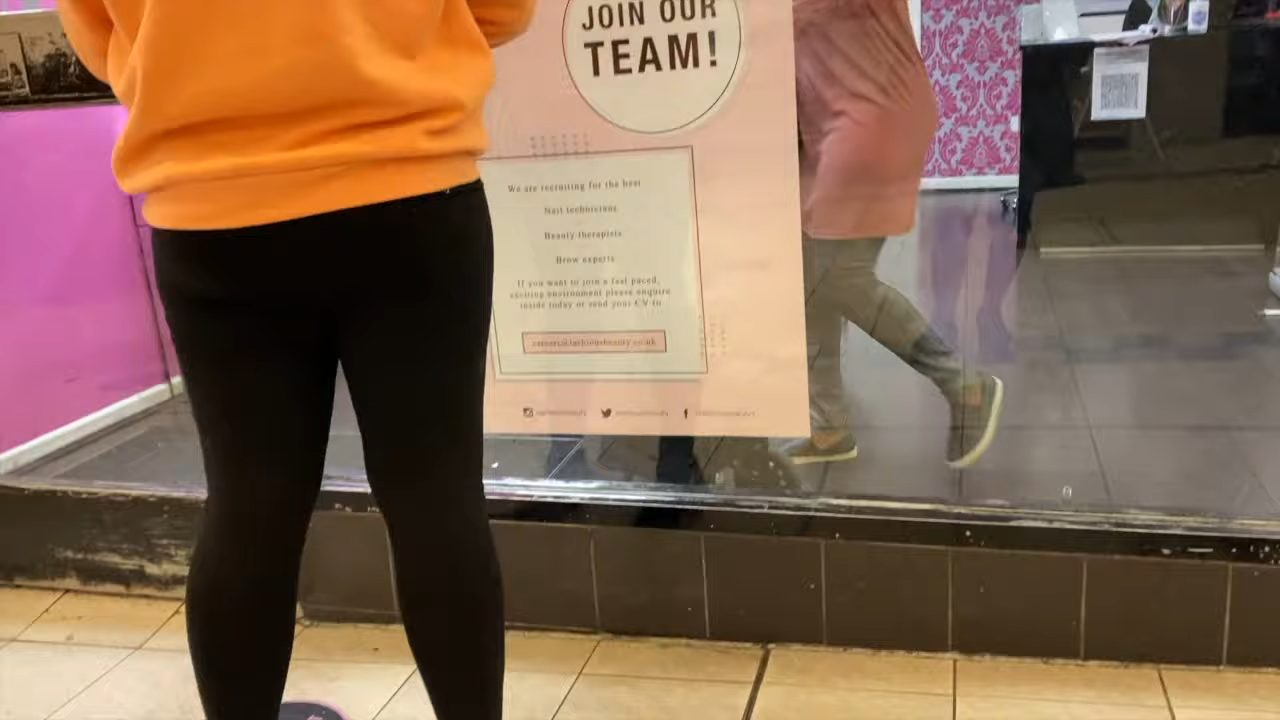 JOIN OUR
TEAM!
We are recruiting for the best
Nail technicians
Beauty therapists
Brow experts
If you want to join a fast paced,
exciting environment please enquire
inside today or send your CV to